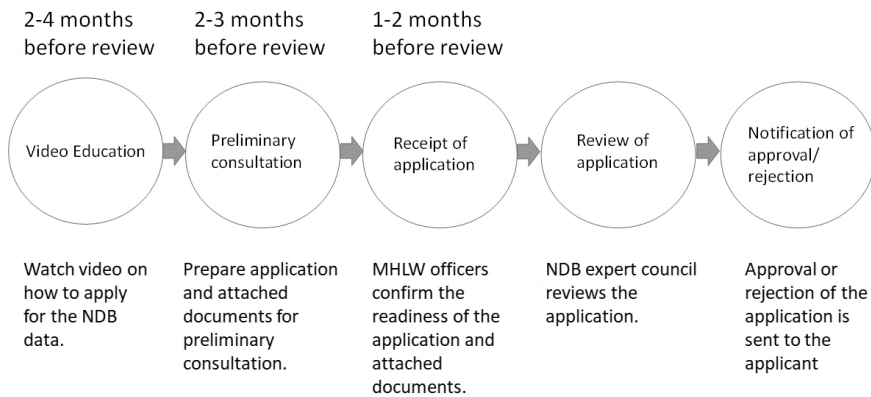 2-4 months
before review
2-3 months
before review
1-2 months
before review
Video Education
Preliminary
consultation
Receipt of
application
Review of
application
Notification of
approval/
rejection
Watch video on
how to apply
for the NDB
data.
Prepare application
and attached
documents for
preliminary
consultation.
MHLW officers
confirm the
readiness of the
application and
attached
documents.
NDB expert council
reviews the
application.
Approval or
rejection of the
application is
sent to the
applicant